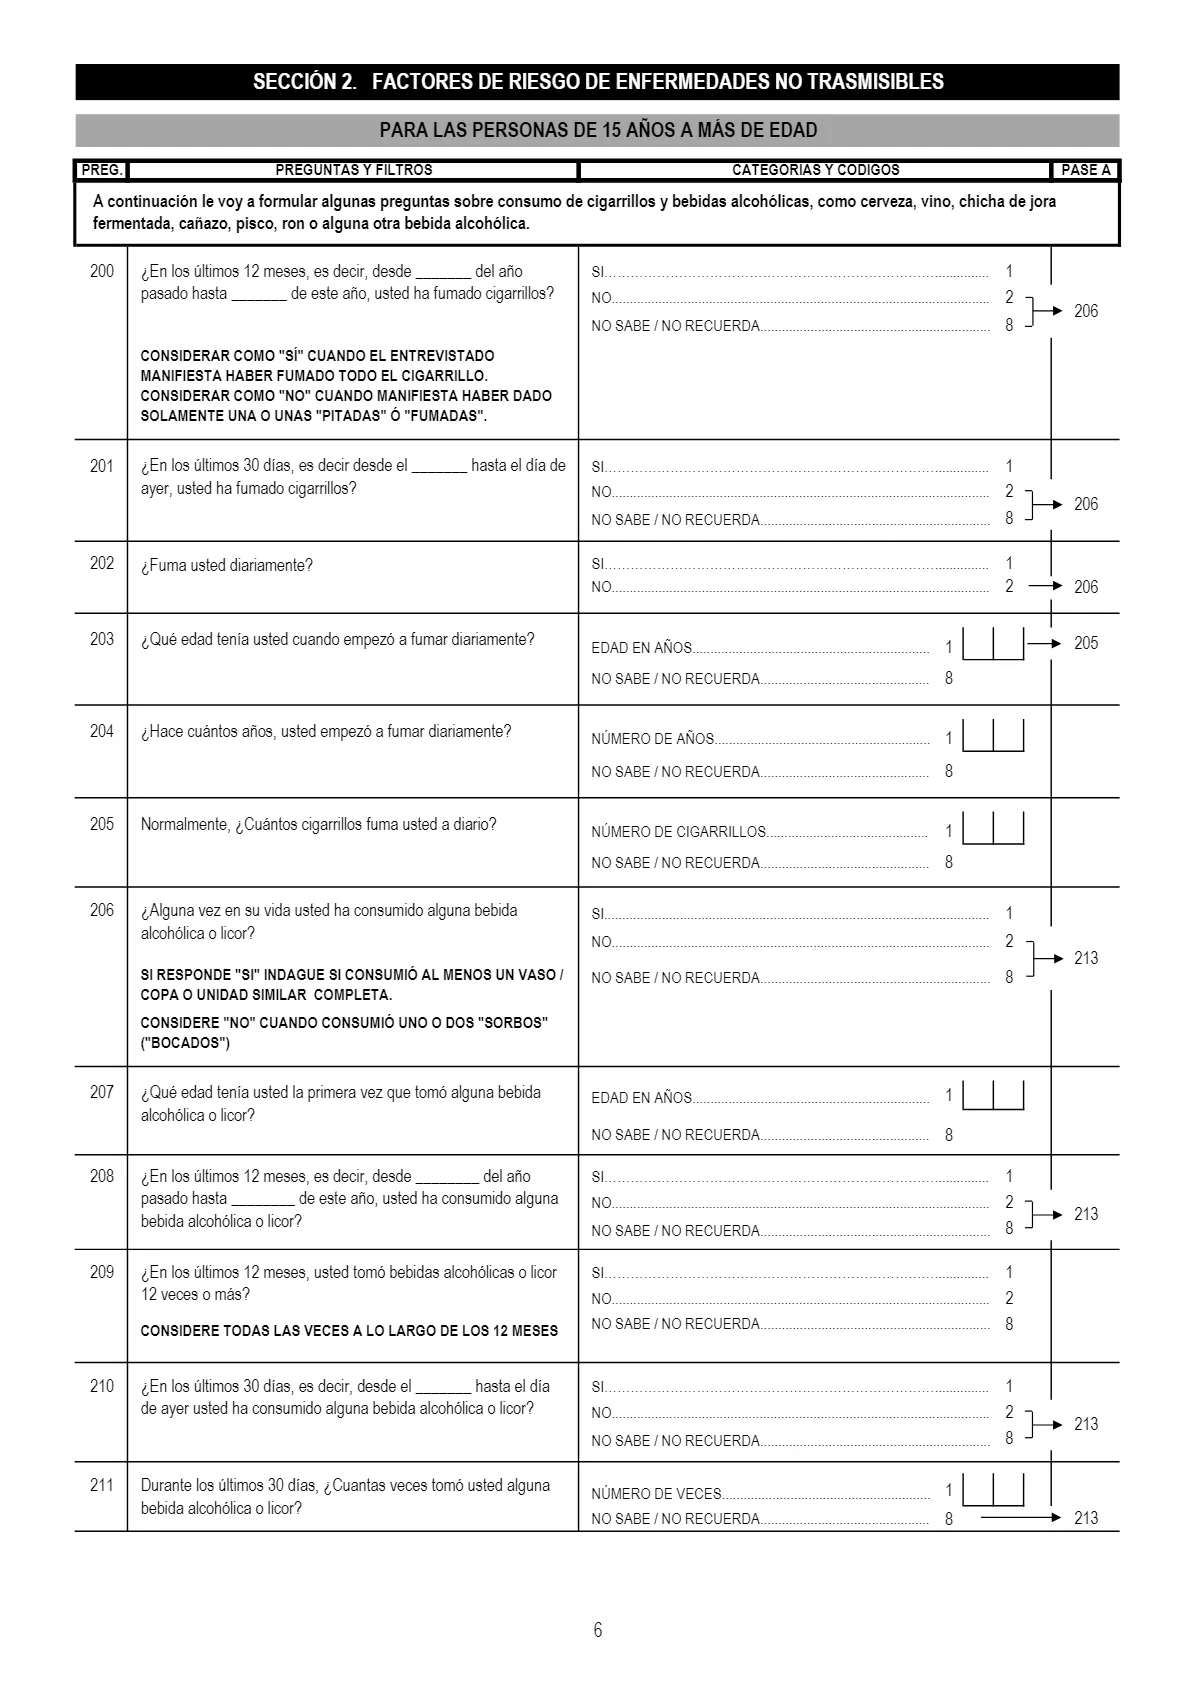 SECCIÓN 2. FACTORES DE RIESGO DE ENFERMEDADES NO TRASMISIBLES
PARA LAS PERSONAS DE 15 AÑOS A MÁS DE EDAD
PREG. PREGUNTAS Y FILTROS CATEGORIAS Y CODIGOS PASE A
A continuación le voy a formular algunas preguntas sobre consumo de cigarrillos y bebidas alcohólicas, como cerveza, vino, chicha de jora
fermentada, cañazo, pisco, ron o alguna otra bebida alcohólica.
200 ¿En los últimos 12 meses, es decir, desde _______ del año
pasado hasta _______ de este año, usted ha fumado cigarrillos?
CONSIDERAR COMO "SÍ" CUANDO EL ENTREVISTADO
MANIFIESTA HABER FUMADO TODO EL CIGARRILLO.
CONSIDERAR COMO "NO" CUANDO MANIFIESTA HABER DADO
SOLAMENTE UNA O UNAS "PITADAS" Ó "FUMADAS".
SI.......... 1
NO.......... 2
NO SABE / NO RECUERDA.......... 8
206
201 ¿En los últimos 30 días, es decir desde el _______ hasta el día de
ayer, usted ha fumado cigarrillos?
SI.......... 1
NO.......... 2
NO SABE / NO RECUERDA.......... 8
206
202 ¿Fuma usted diariamente?
SI.......... 1
NO.......... 2 206
203 ¿Qué edad tenía usted cuando empezó a fumar diariamente?
EDAD EN AÑOS.......... 1 205
NO SABE / NO RECUERDA.......... 8
204 ¿Hace cuántos años, usted empezó a fumar diariamente?
NÚMERO DE AÑOS.......... 1
NO SABE / NO RECUERDA.......... 8
205 Normalmente, ¿Cuántos cigarrillos fuma usted a diario?
NÚMERO DE CIGARRILLOS.......... 1
NO SABE / NO RECUERDA.......... 8
206 ¿Alguna vez en su vida usted ha consumido alguna bebida
alcohólica o licor?
SI RESPONDE "SI" INDAGUE SI CONSUMIÓ AL MENOS UN VASO /
COPA O UNIDAD SIMILAR COMPLETA.
CONSIDERE "NO" CUANDO CONSUMIÓ UNO O DOS "SORBOS"
("BOCADOS")
SI.......... 1
NO.......... 2
NO SABE / NO RECUERDA.......... 8
213
207 ¿Qué edad tenía usted la primera vez que tomó alguna bebida
alcohólica o licor?
EDAD EN AÑOS.......... 1
NO SABE / NO RECUERDA.......... 8
208 ¿En los últimos 12 meses, es decir, desde ________ del año
pasado hasta ________ de este año, usted ha consumido alguna
bebida alcohólica o licor?
SI.......... 1
NO.......... 2
NO SABE / NO RECUERDA.......... 8
213
209 ¿En los últimos 12 meses, usted tomó bebidas alcohólicas o licor
12 veces o más?
CONSIDERE TODAS LAS VECES A LO LARGO DE LOS 12 MESES
SI.......... 1
NO.......... 2
NO SABE / NO RECUERDA.......... 8
210 ¿En los últimos 30 días, es decir, desde el _______ hasta el día
de ayer usted ha consumido alguna bebida alcohólica o licor?
SI.......... 1
NO.......... 2
NO SABE / NO RECUERDA.......... 8
213
211 Durante los últimos 30 días, ¿Cuantas veces tomó usted alguna
bebida alcohólica o licor?
NÚMERO DE VECES.......... 1
NO SABE / NO RECUERDA.......... 8 213
6